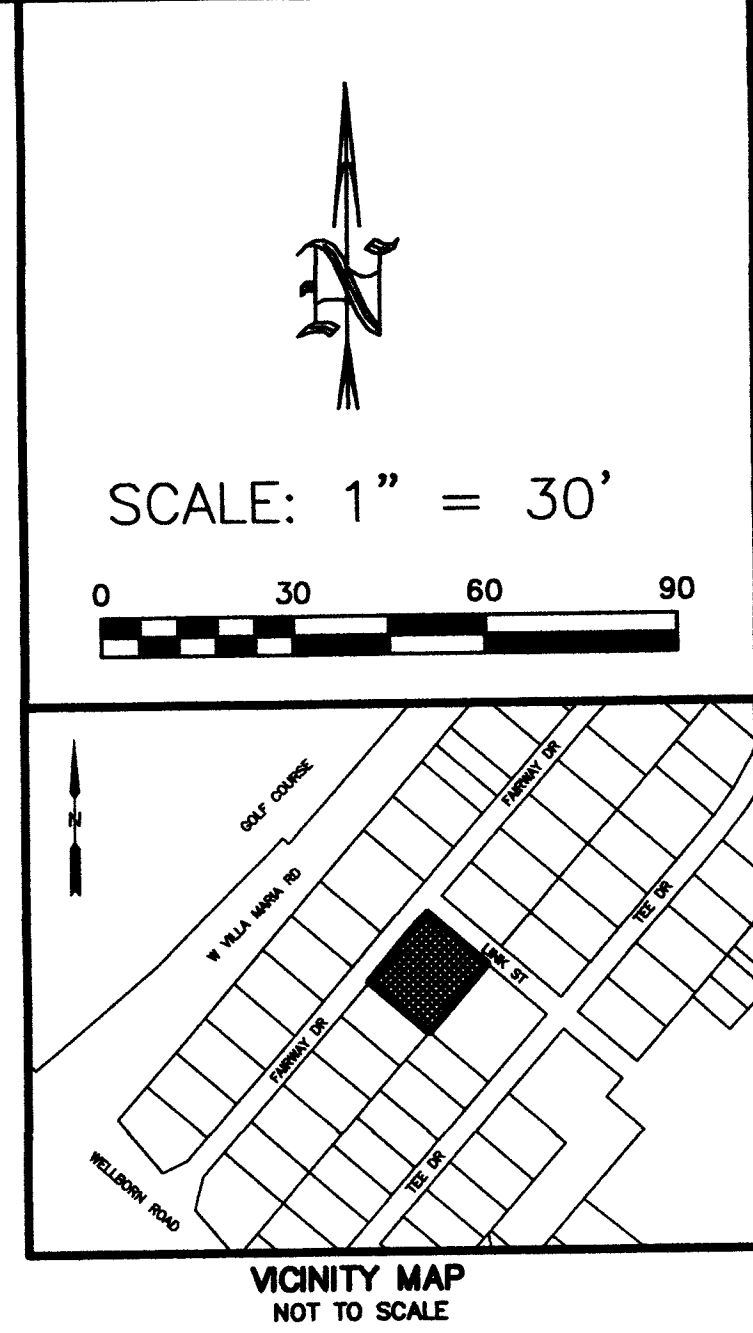 N
SCALE: 1” = 30’
0 30 60 90
N
GOLF COURSE
FAIRWAY DR
W VILLA MARIA RD
TEE DR
LINK ST
FAIRWAY DR
WELLBORN ROAD
TEE DR
VICINITY MAP
NOT TO SCALE